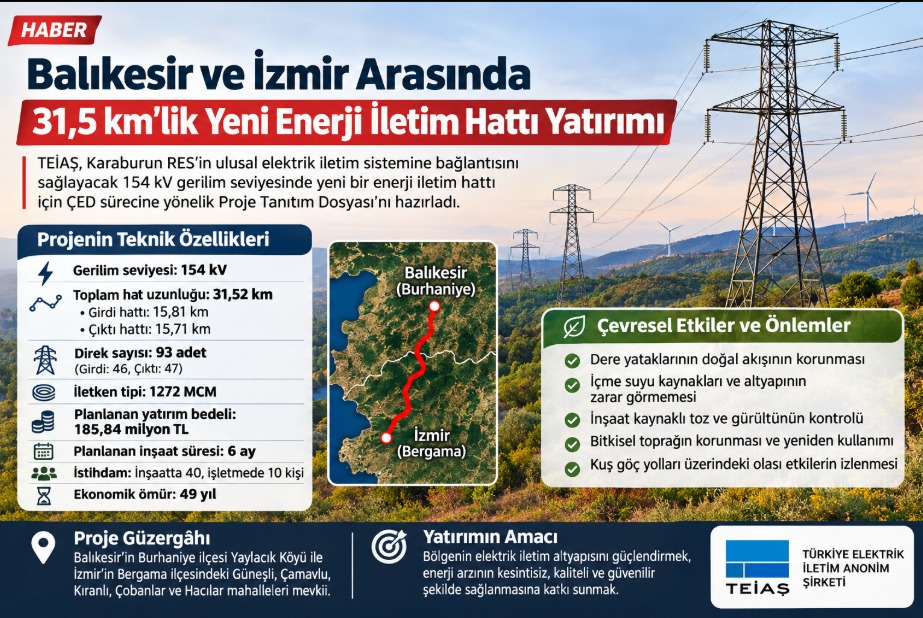 HABER
Balıkesir ve İzmir Arasında
31,5 km'lik Yeni Enerji İletim Hattı Yatırımı
TEİAŞ, Karaburun RES'in ulusal elektrik iletim sistemine bağlantısını
sağlayacak 154 kV gerilim seviyesinde yeni bir enerji iletim hattı
için ÇED sürecine yönelik Proje Tanıtım Dosyası'nı hazırladı.
Projenin Teknik Özellikleri
Gerilim seviyesi: 154 kV
Toplam hat uzunluğu: 31,52 km
• Girdi hattı: 15,81 km
• Çıktı hattı: 15,71 km
Direk sayısı: 93 adet
(Girdi: 46, Çıktı: 47)
İletken tipi: 1272 MCM
Planlanan yatırım bedeli:
185,84 milyon TL
Planlanan inşaat süresi: 6 ay
İstihdam: İnşaatta 40, işletmede 10 kişi
Ekonomik ömür: 49 yıl
Balıkesir
(Burhaniye)
İzmir
(Bergama)
Çevresel Etkiler ve Önlemler
Dere yataklarının doğal akışının korunması
İçme suyu kaynakları ve altyapının
zarar görmemesi
İnşaat kaynaklı toz ve gürültünün kontrolü
Bitkisel toprağın korunması ve yeniden kullanımı
Kuş göç yolları üzerindeki olası etkilerin izlenmesi
Proje Güzergâhı
Balıkesir'in Burhaniye ilçesi Yaylacık Köyü ile
İzmir'in Bergama ilçesindeki Güneşli, Çamavlu,
Kıranlı, Çobanlar ve Hacılar mahalleleri mevkii.
Yatırımın Amacı
Bölgenin elektrik iletim altyapısını güçlendirmek,
enerji arzının kesintisiz, kaliteli ve güvenilir
şekilde sağlanmasına katkı sunmak.
TEİAŞ
TÜRKİYE ELEKTRİK
İLETİM ANONİM
ŞİRKETİ